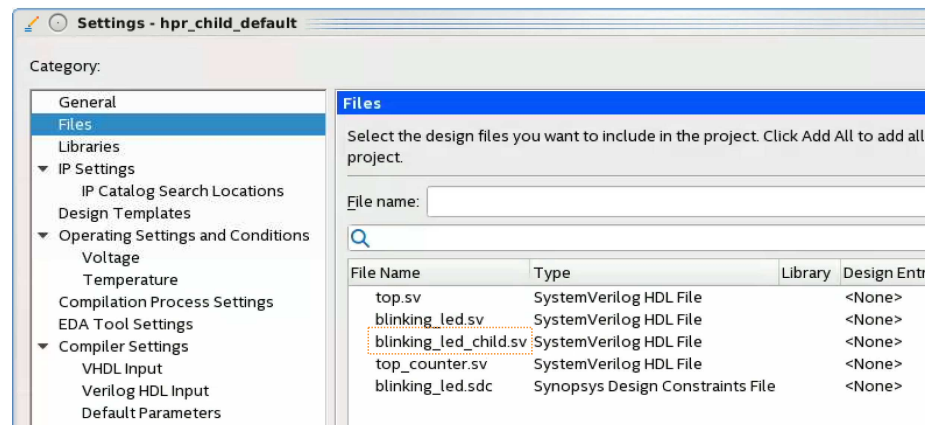 Settings - hpr_child_default
Category:
General
Files
Libraries
IP Settings
IP Catalog Search Locations
Design Templates
Operating Settings and Conditions
Voltage
Temperature
Compilation Process Settings
EDA Tool Settings
Compiler Settings
VHDL Input
Verilog HDL Input
Default Parameters
Files
Select the design files you want to include in the project. Click Add All to add all
project.
File name:
File Name Type Library Design Entr
top.sv SystemVerilog HDL File <None>
blinking_led.sv SystemVerilog HDL File <None>
blinking_led_child.sv SystemVerilog HDL File <None>
top_counter.sv SystemVerilog HDL File <None>
blinking_led.sdc Synopsys Design Constraints File <None>